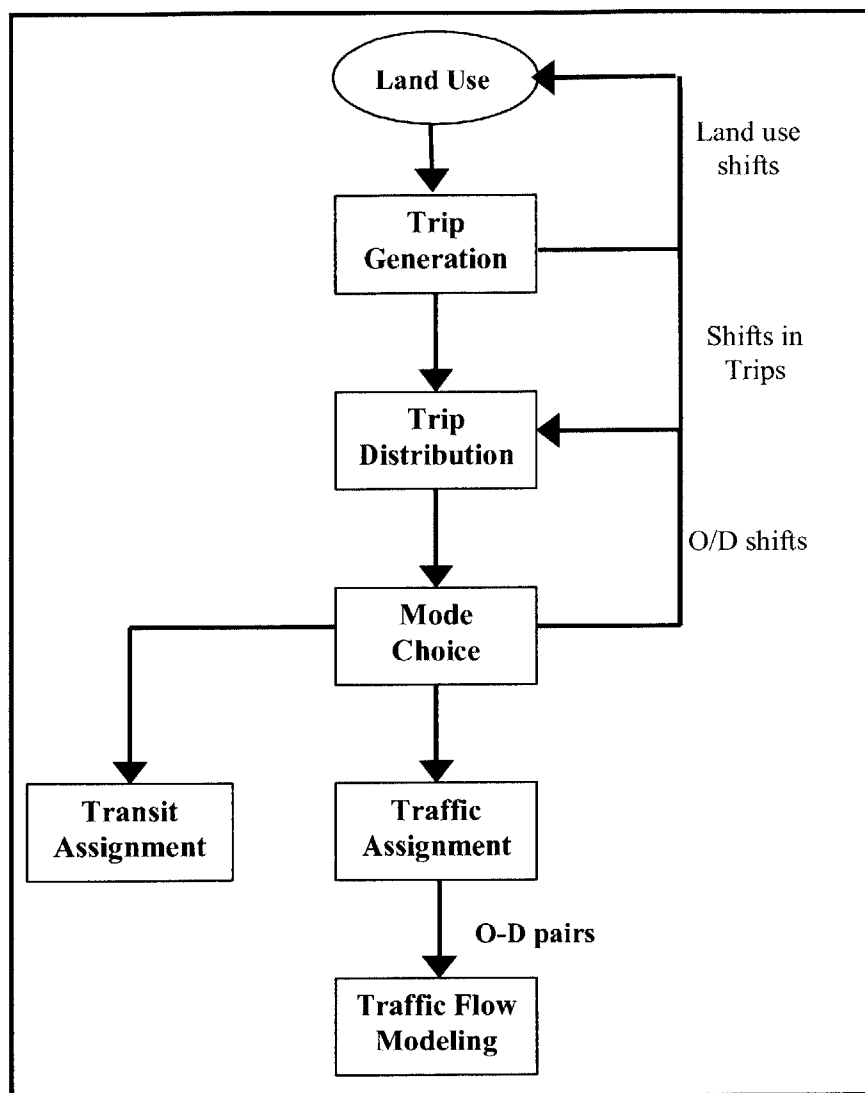 Land Use
Land use
shifts
Trip
Generation
Shifts in
Trips
Trip
Distribution
O/D shifts
Mode
Choice
Transit
Assignment
Traffic
Assignment
O-D pairs
Traffic Flow
Modeling